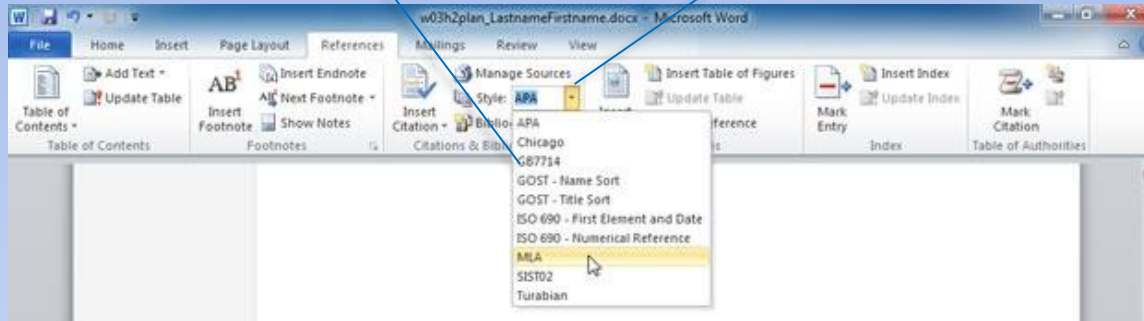 w03h2plan_LastnameFirstname.docx - Microsoft Word
File Home Insert Page Layout References Mailings Review View
Table of Contents
Add Text
Update Table
Table of Contents
AB1
Insert Footnote
Insert Endnote
AB Next Footnote
Show Notes
Footnotes
Insert Citation
Manage Sources
Style: APA
Biblio
Citations & Bibl
APA
Chicago
GB7714
GOST - Name Sort
GOST - Title Sort
ISO 690 - First Element and Date
ISO 690 - Numerical Reference
MLA
SIST02
Turabian
Insert Table of Figures
Update Table
ference
Mark Entry
Insert Index
Update Index
Index
Mark Citation
Table of Authorities